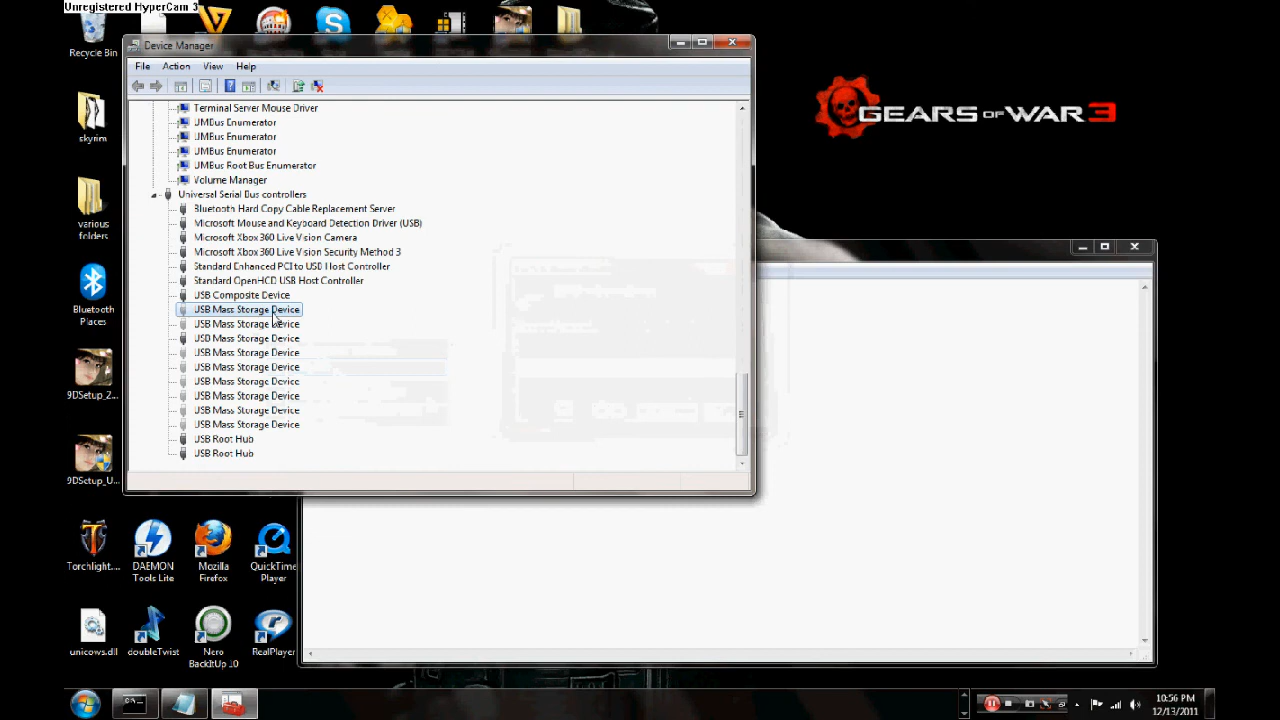 Unregistered HyperCam 3
Recycle Bin
skyrim
various
folders
Bluetooth
Places
9DSetup_Z...
9DSetup_U...
Torchlight....
DAEMON
Tools Lite
Mozilla
Firefox
QuickTime
Player
unicows.dll
doubleTwist
Nero
BackItUp 10
RealPlayer
Device Manager
File Action View Help
Terminal Server Mouse Driver
UMBus Enumerator
UMBus Enumerator
UMBus Enumerator
UMBus Root Bus Enumerator
Volume Manager
Universal Serial Bus controllers
Bluetooth Hard Copy Cable Replacement Server
Microsoft Mouse and Keyboard Detection Driver (USB)
Microsoft Xbox 360 Live Vision Camera
Microsoft Xbox 360 Live Vision Security Method 3
Standard Enhanced PCI to USB Host Controller
Standard OpenHCD USB Host Controller
USB Composite Device
USB Mass Storage Device
USB Mass Storage Device
USB Mass Storage Device
USB Mass Storage Device
USB Mass Storage Device
USB Mass Storage Device
USB Mass Storage Device
USB Mass Storage Device
USB Mass Storage Device
USB Root Hub
USB Root Hub
GEARS OF WAR 3
10:56 PM
12/13/2011